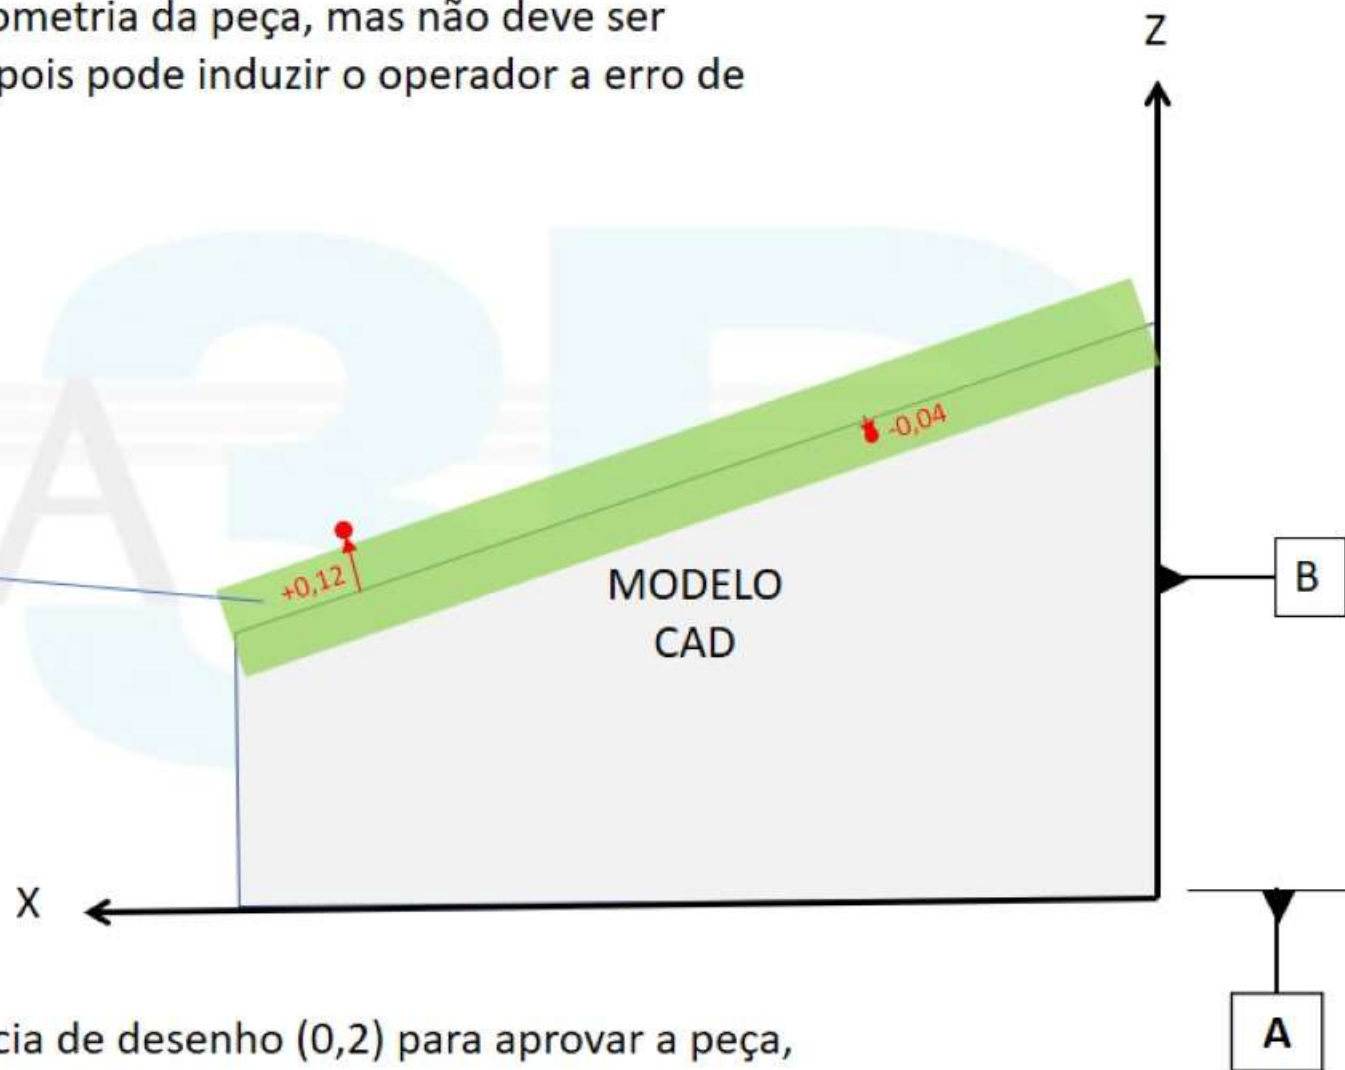 ometria da peça, mas não deve ser
pois pode induzir o operador a erro de
Z
-0,04
+0,12
MODELO
CAD
B
X
cia de desenho (0,2) para aprovar a peça,
A
3D
A